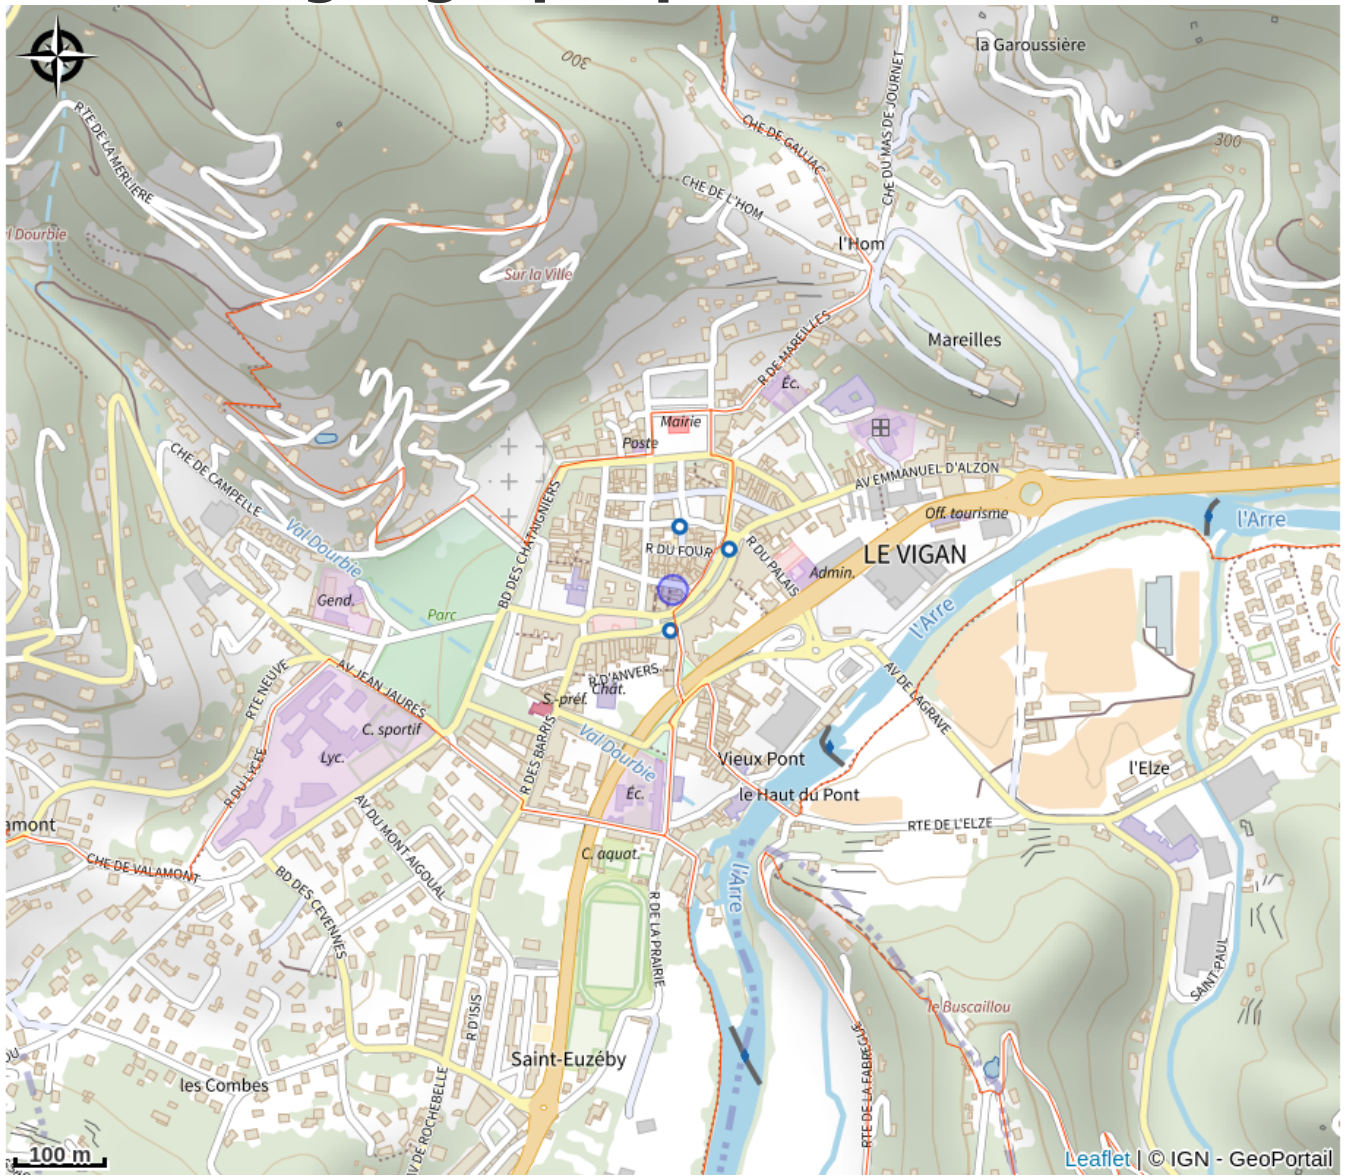 la Garoussière
300
RTE DE LA MERLIERE
CHE DE GAUJAC
CHE DU MAS DE JOURNET
300
CHE DE L'HOM
l Dourbie
l'Hom
Sur la Ville
R DE MAREILLES
Mareilles
Éc.
Mairie
Poste
CHE DE CAMPELLE
AV EMMANUEL D'ALZON
Off. tourisme
l'Arre
Val Dourbie
BD DES CHATAIGNIERS
R DU FOUR
R DU PALAIS
LE VIGAN
Admin.
Gend.
Parc
l'Arre
RTE NEUVE
AV JEAN JAURES
R D'ANVERS
Chât.
S.-préf.
AV DE LAGRAVE
C. sportif
Lyc.
Val Dourbie
R DES BARRIS
Vieux Pont
l'Elze
R DU LYCEE
Éc.
le Haut du Pont
amont
AV DU MONT AIGOUAL
RTE DE L'ELZE
C. aquat.
CHE DE VALAMONT
BD DES CEVENNES
l'Arre
R DE LA PRAIRIE
SAINT-PAUL
R D'ISIS
le Buscaillou
Saint-Euzéby
RTE DE LA FABREGUE
les Combes
OU
AV DE ROCHEBELLE
100 m
Leaflet | © IGN - GeoPortail